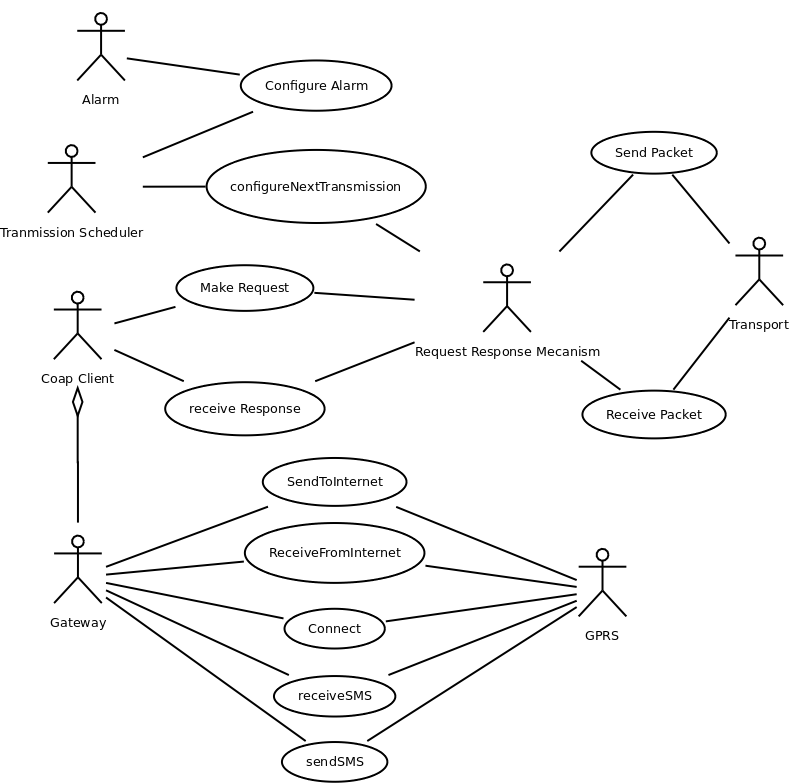 Alarm
Configure Alarm
Send Packet
configureNextTransmission
Tranmission Scheduler
Make Request
Transport
Request Response Mecanism
Coap Client
receive Response
Receive Packet
SendToInternet
ReceiveFromInternet
Gateway
Connect
GPRS
receiveSMS
sendSMS